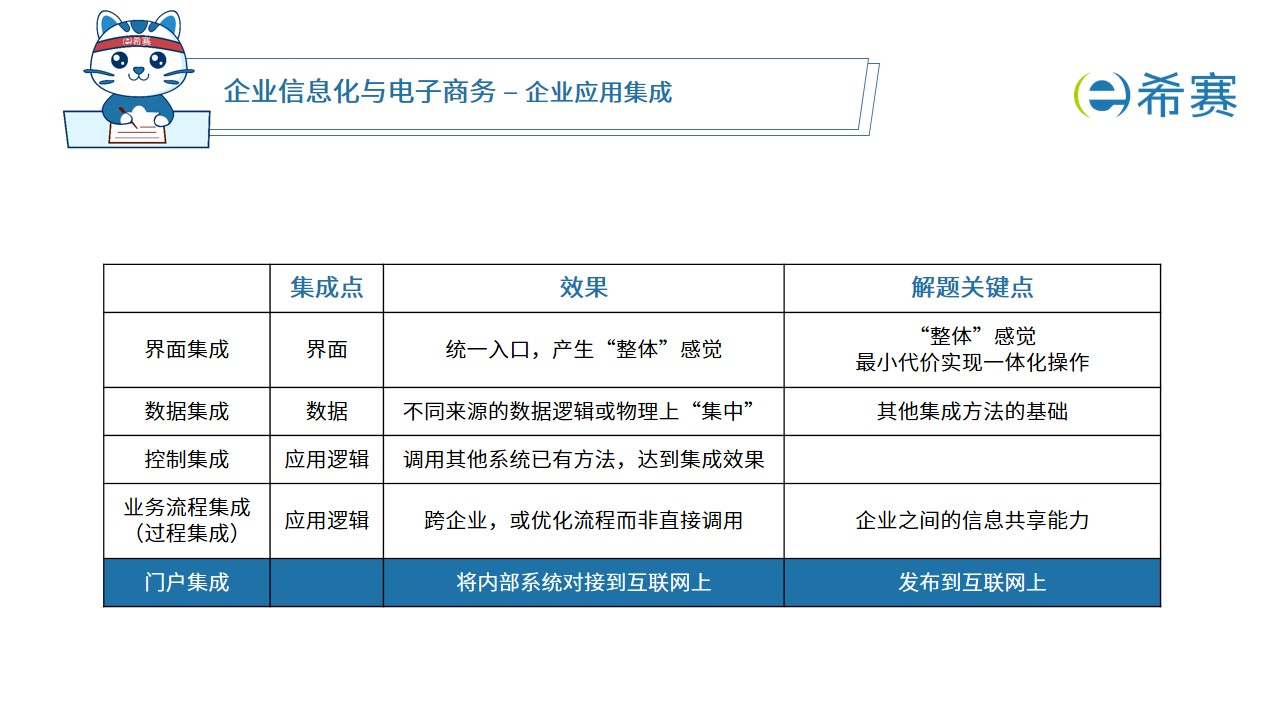 希赛
企业信息化与电子商务 – 企业应用集成
希赛
集成点 效果 解题关键点
界面集成 界面 统一入口，产生“整体”感觉 “整体”感觉
最小代价实现一体化操作
数据集成 数据 不同来源的数据逻辑或物理上“集中” 其他集成方法的基础
控制集成 应用逻辑 调用其他系统已有方法，达到集成效果
业务流程集成
（过程集成） 应用逻辑 跨企业，或优化流程而非直接调用 企业之间的信息共享能力
门户集成 将内部系统对接到互联网上 发布到互联网上